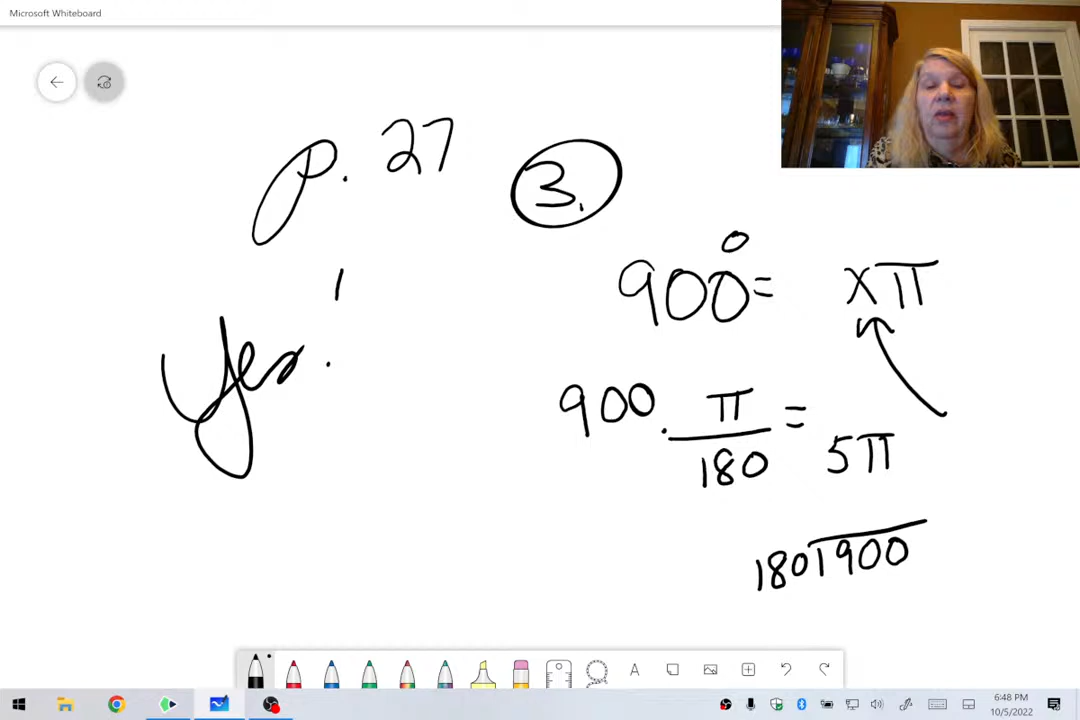 Microsoft Whiteboard
p. 27
3.
900° = xπ
Yes.
900 . π/180 = 5π
180)900
A
6:48 PM
10/5/2022